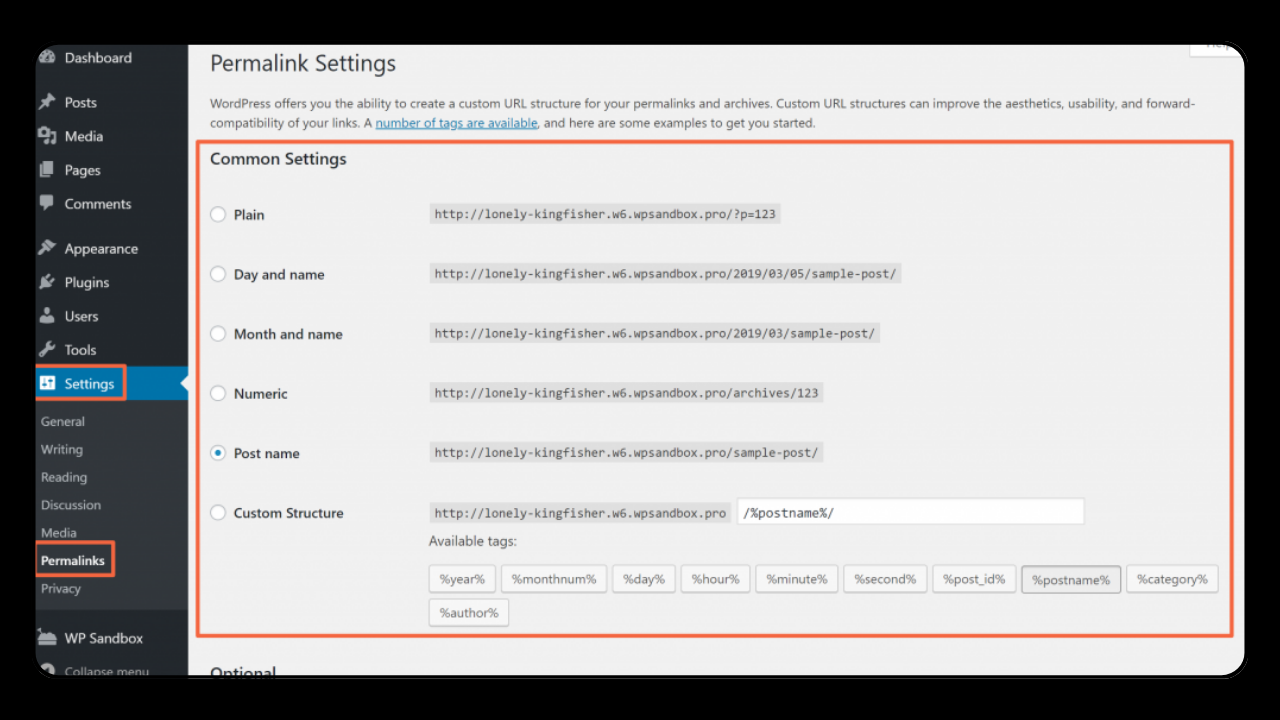 Dashboard
Posts
Media
Pages
Comments
Appearance
Plugins
Users
Tools
Settings
General
Writing
Reading
Discussion
Media
Permalinks
Privacy
WP Sandbox
Collapse menu
Help
Permalink Settings
WordPress offers you the ability to create a custom URL structure for your permalinks and archives. Custom URL structures can improve the aesthetics, usability, and forward-
compatibility of your links. A number of tags are available, and here are some examples to get you started.
Common Settings
Plain http://lonely-kingfisher.w6.wpsandbox.pro/?p=123
Day and name http://lonely-kingfisher.w6.wpsandbox.pro/2019/03/05/sample-post/
Month and name http://lonely-kingfisher.w6.wpsandbox.pro/2019/03/sample-post/
Numeric http://lonely-kingfisher.w6.wpsandbox.pro/archives/123
Post name http://lonely-kingfisher.w6.wpsandbox.pro/sample-post/
Custom Structure http://lonely-kingfisher.w6.wpsandbox.pro /%postname%/
Available tags:
%year% %monthnum% %day% %hour% %minute% %second% %post_id% %postname% %category%
%author%
Optional